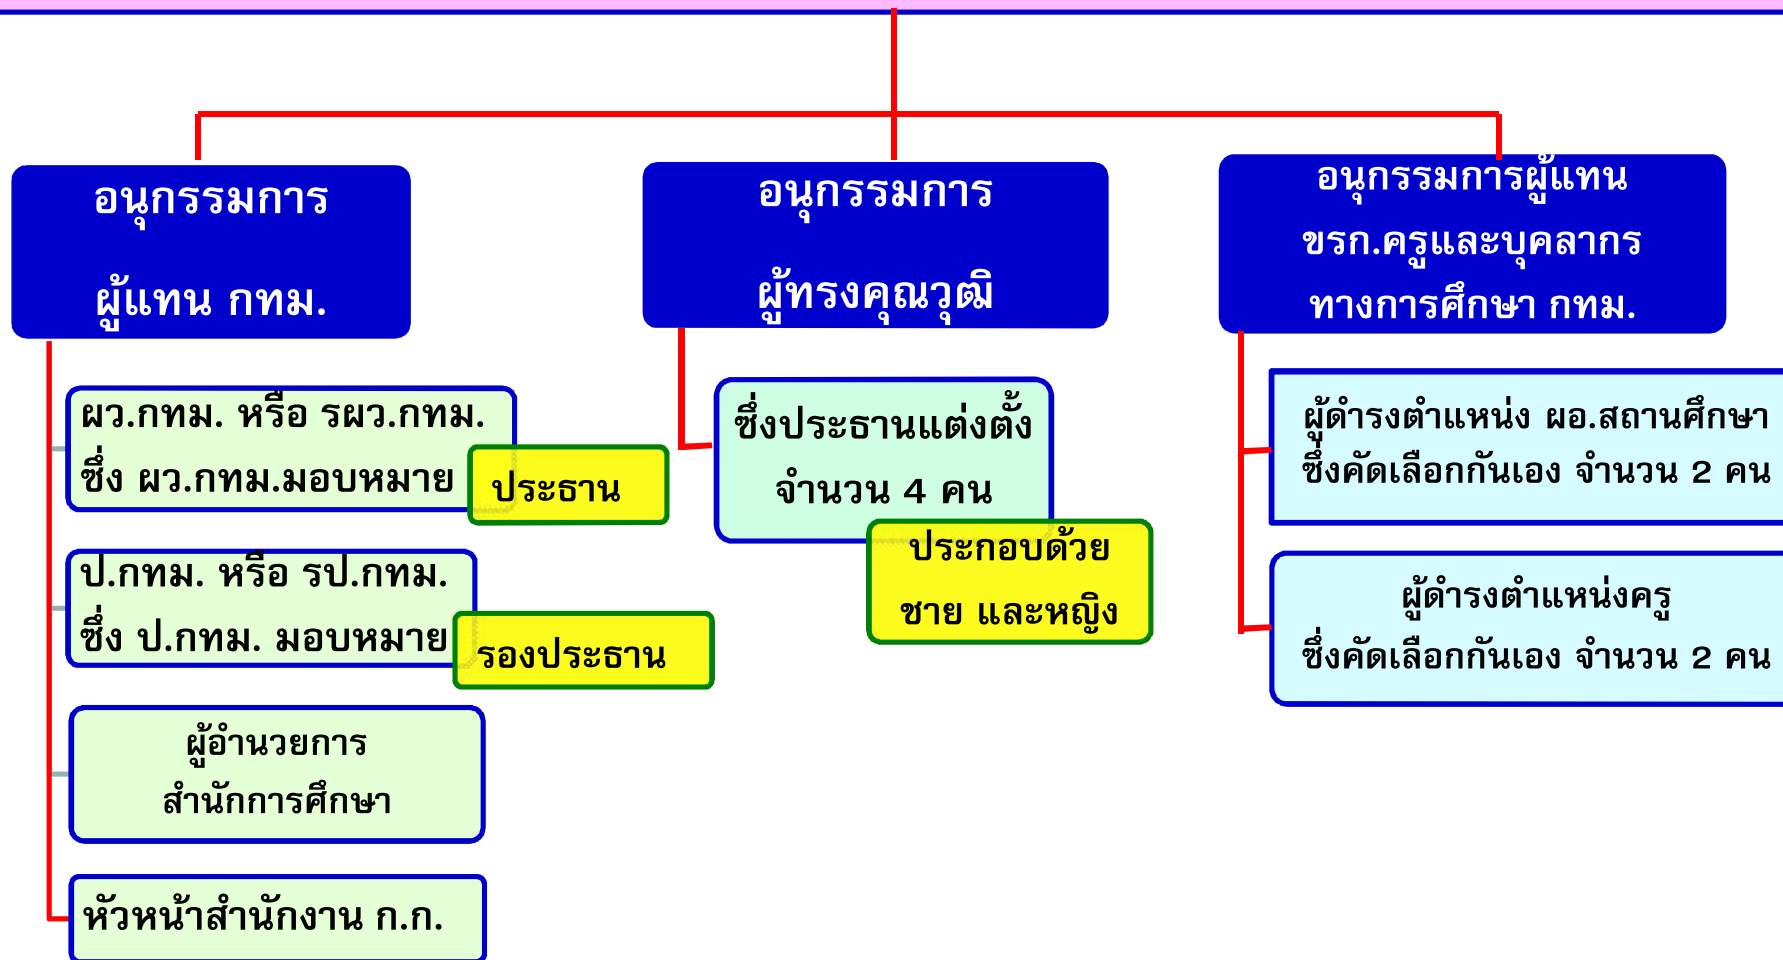 อนุกรรมการ
ผู้แทน กทม.
ผว.กทม. หรือ รผว.กทม.
ซึ่ง ผว.กทม.มอบหมาย
ประธาน
ป.กทม. หรือ รป.กทม.
ซึ่ง ป.กทม. มอบหมาย
รองประธาน
ผู้อำนวยการ
สำนักการศึกษา
หัวหน้าสำนักงาน ก.ก.
อนุกรรมการ
ผู้ทรงคุณวุฒิ
ซึ่งประธานแต่งตั้ง
จำนวน 4 คน
ประกอบด้วย
ชาย และหญิง
อนุกรรมการผู้แทน
ขรก.ครูและบุคลากร
ทางการศึกษา กทม.
ผู้ดำรงตำแหน่ง ผอ.สถานศึกษา
ซึ่งคัดเลือกกันเอง จำนวน 2 คน
ผู้ดำรงตำแหน่งครู
ซึ่งคัดเลือกกันเอง จำนวน 2 คน